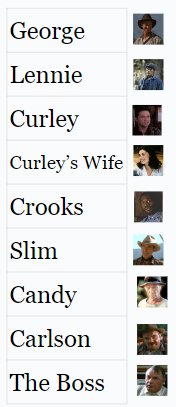 George
Lennie
Curley
Curley’s Wife
Crooks
Slim
Candy
Carlson
The Boss